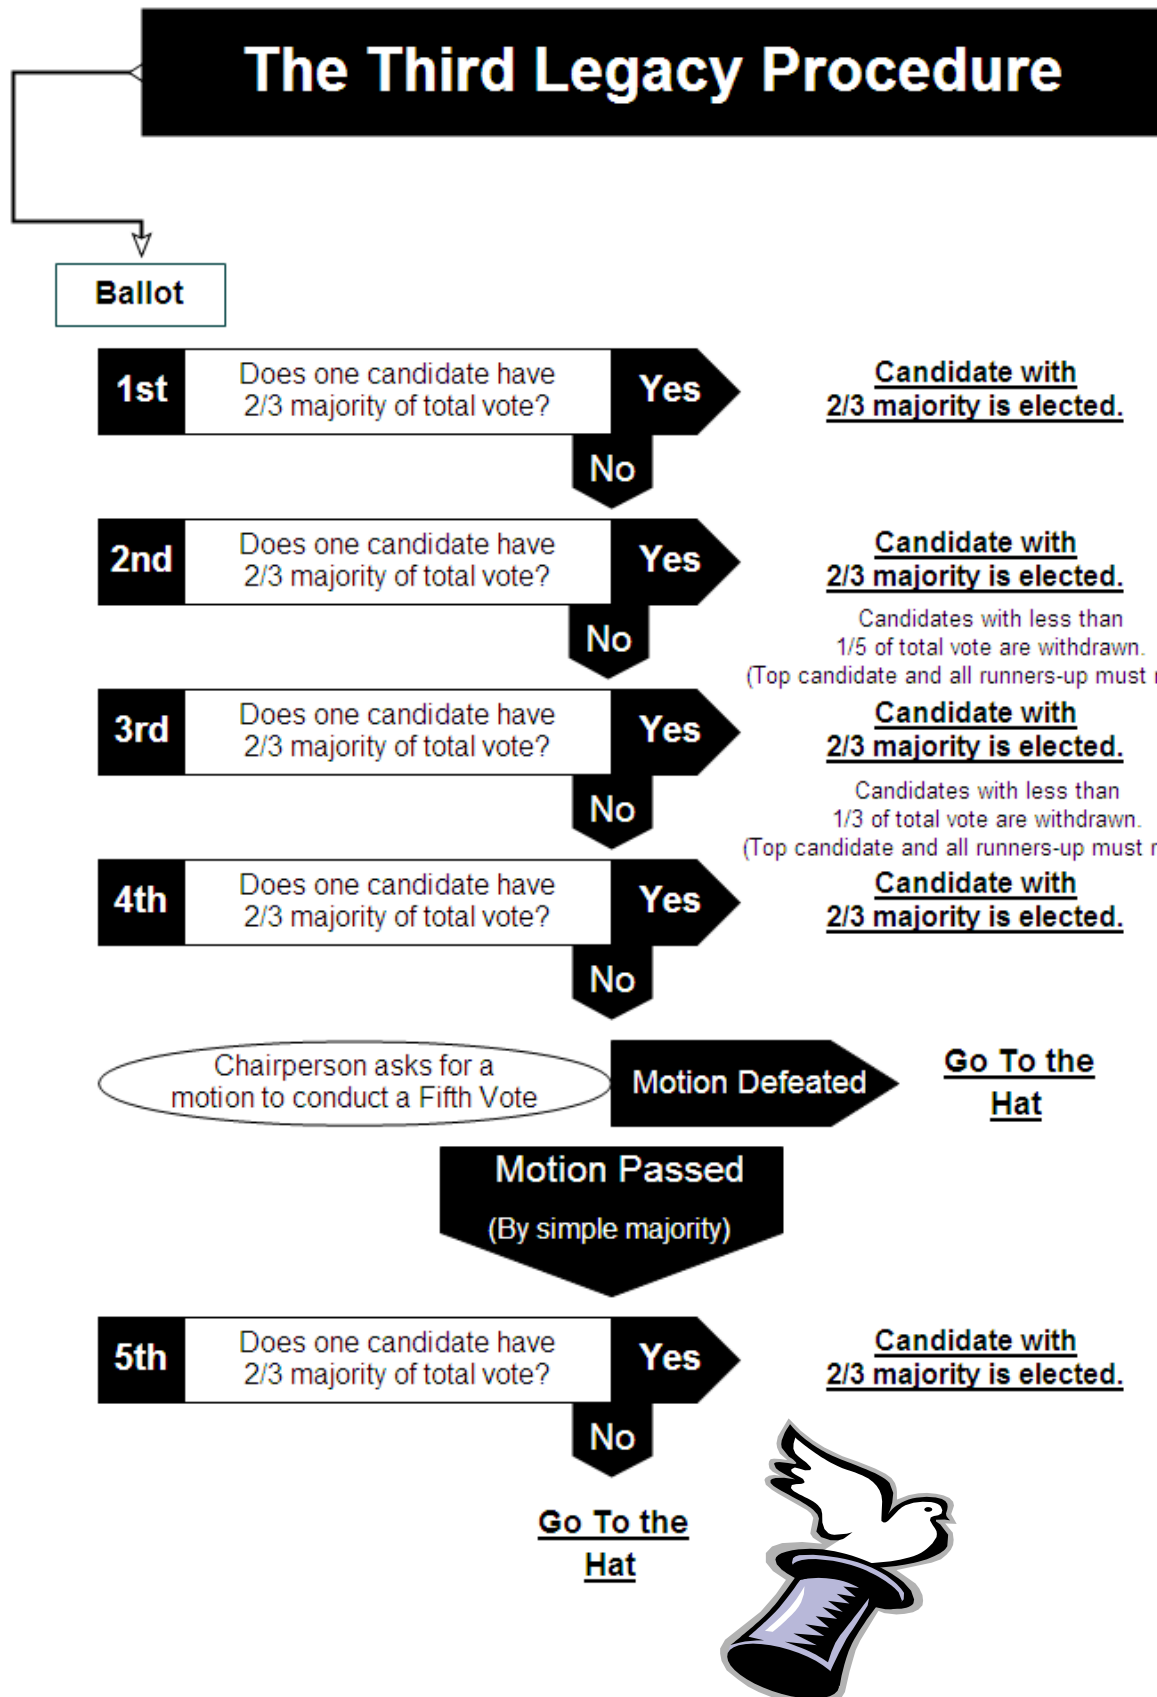 The Third Legacy Procedure
Ballot
1st
Does one candidate have
2/3 majority of total vote?
Yes
Candidate with
2/3 majority is elected.
No
2nd
Does one candidate have
2/3 majority of total vote?
Yes
Candidate with
2/3 majority is elected.
No
Candidates with less than
1/5 of total vote are withdrawn.
(Top candidate and all runners-up must
3rd
Does one candidate have
2/3 majority of total vote?
Yes
Candidate with
2/3 majority is elected.
No
Candidates with less than
1/3 of total vote are withdrawn.
(Top candidate and all runners-up must
4th
Does one candidate have
2/3 majority of total vote?
Yes
Candidate with
2/3 majority is elected.
No
Chairperson asks for a
motion to conduct a Fifth Vote
Motion Defeated
Go To the
Hat
Motion Passed
(By simple majority)
5th
Does one candidate have
2/3 majority of total vote?
Yes
Candidate with
2/3 majority is elected.
No
Go To the
Hat